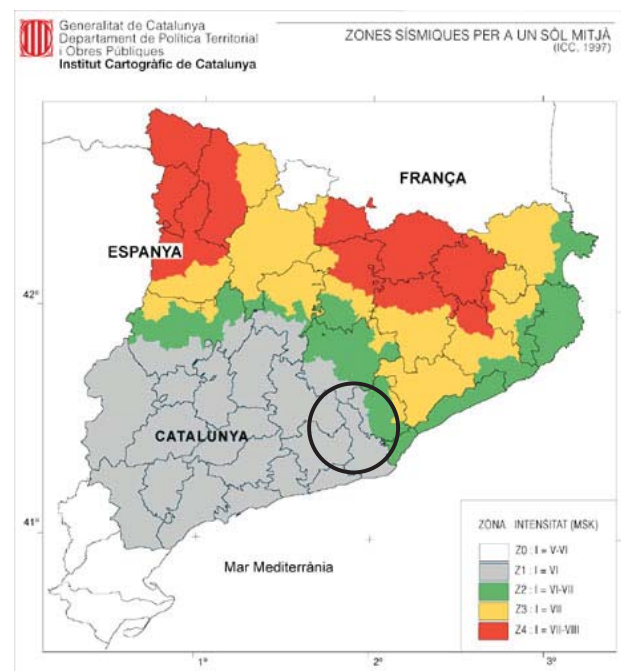 Generalitat de Catalunya
Departament de Política Territorial
i Obres Públiques
Institut Cartogràfic de Catalunya
ZONES SÍSMIQUES PER A UN SÒL MITJÀ
(ICC, 1997)
FRANÇA
ESPANYA
42°
CATALUNYA
41°
Mar Mediterrània
ZONA INTENSITAT (MSK)
Z0 : I = V-VI
Z1 : I = VI
Z2 : I = VI-VII
Z3 : I = VII
Z4 : I = VII-VIII
1° 2° 3°